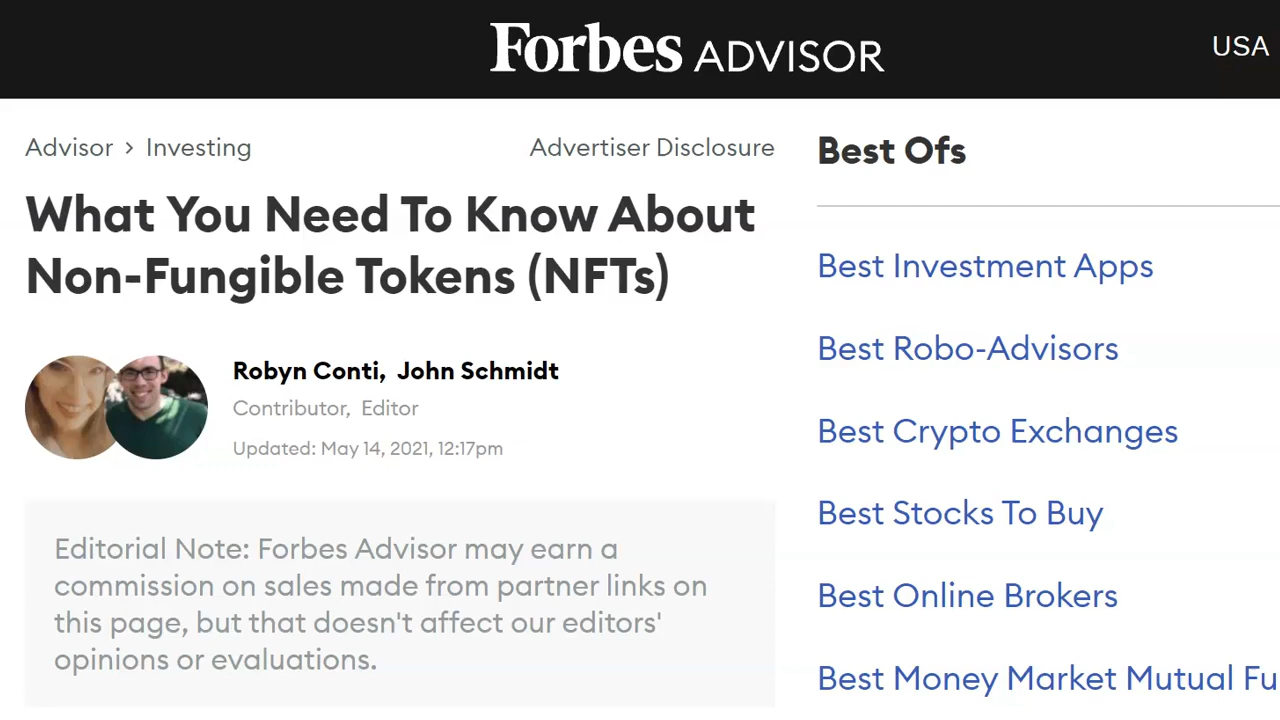 Forbes ADVISOR
USA
Advisor > Investing
Advertiser Disclosure
What You Need To Know About
Non-Fungible Tokens (NFTs)
Robyn Conti, John Schmidt
Contributor, Editor
Updated: May 14, 2021, 12:17pm
Editorial Note: Forbes Advisor may earn a
commission on sales made from partner links on
this page, but that doesn't affect our editors'
opinions or evaluations.
Best Ofs
Best Investment Apps
Best Robo-Advisors
Best Crypto Exchanges
Best Stocks To Buy
Best Online Brokers
Best Money Market Mutual Fu